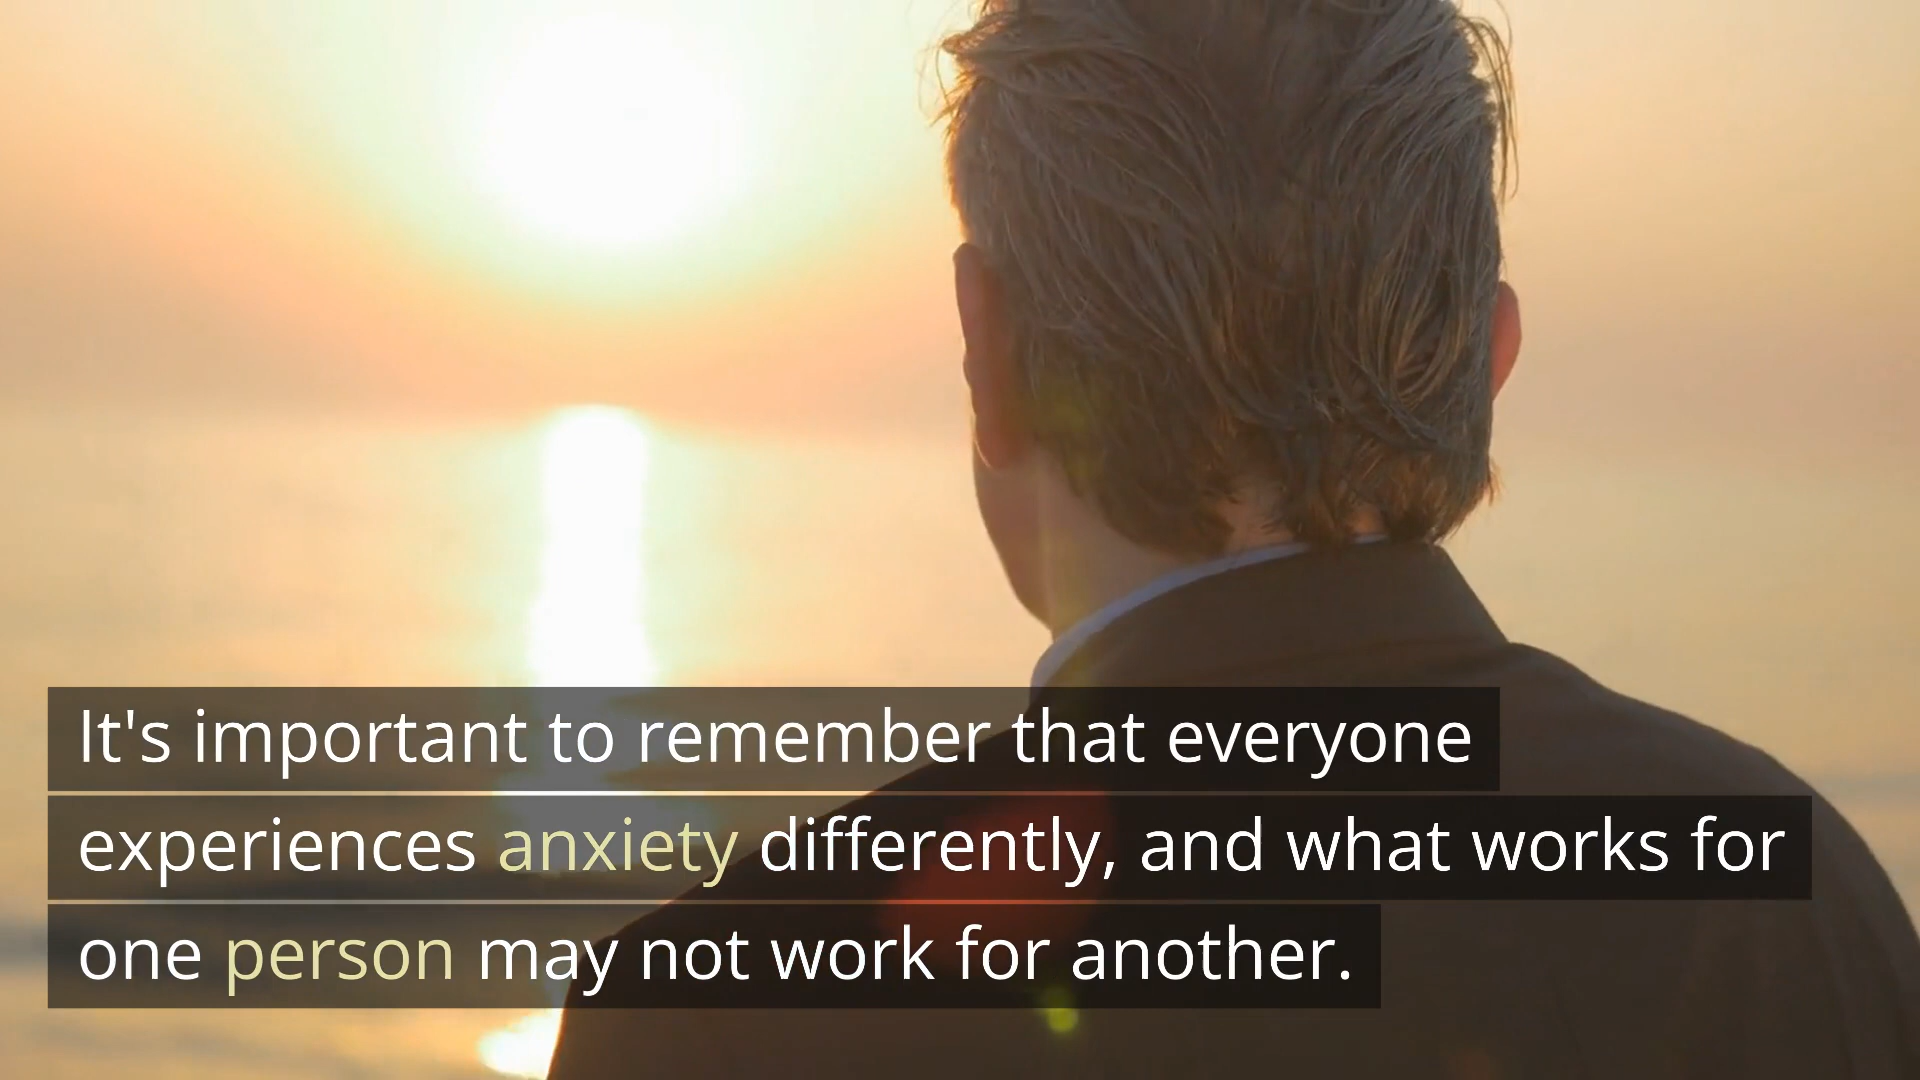 It's important to remember that everyone
experiences anxiety differently, and what works for
one person may not work for another.